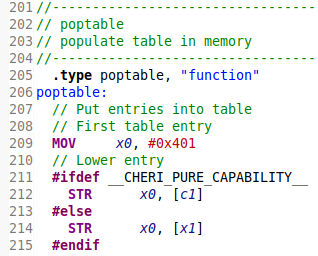 201 //---------------------------------
202 // poptable
203 // populate table in memory
204 //---------------------------------
205   .type poptable, "function"
206 poptable:
207   // Put entries into table
208   // First table entry
209   MOV     x0, #0x401
210   // Lower entry
211   #ifdef __CHERI_PURE_CAPABILITY__
212     STR      x0, [c1]
213   #else
214     STR      x0, [x1]
215   #endif